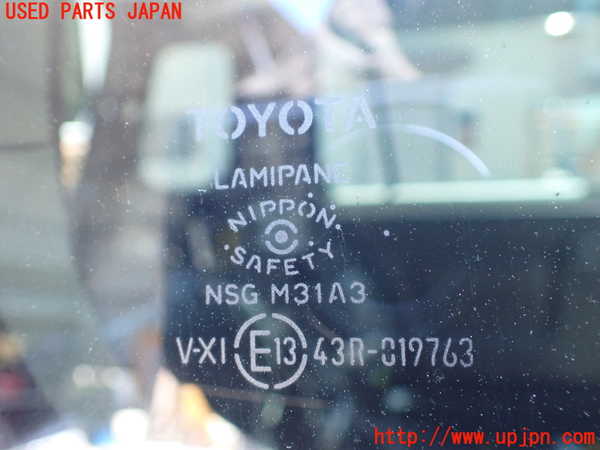 USED PARTS JAPAN
TOYOTA
LAMIPANE
NIPPON
SAFETY
NSG M31A3
V-XI E13 43R-019763
http://www.upjpn.com/